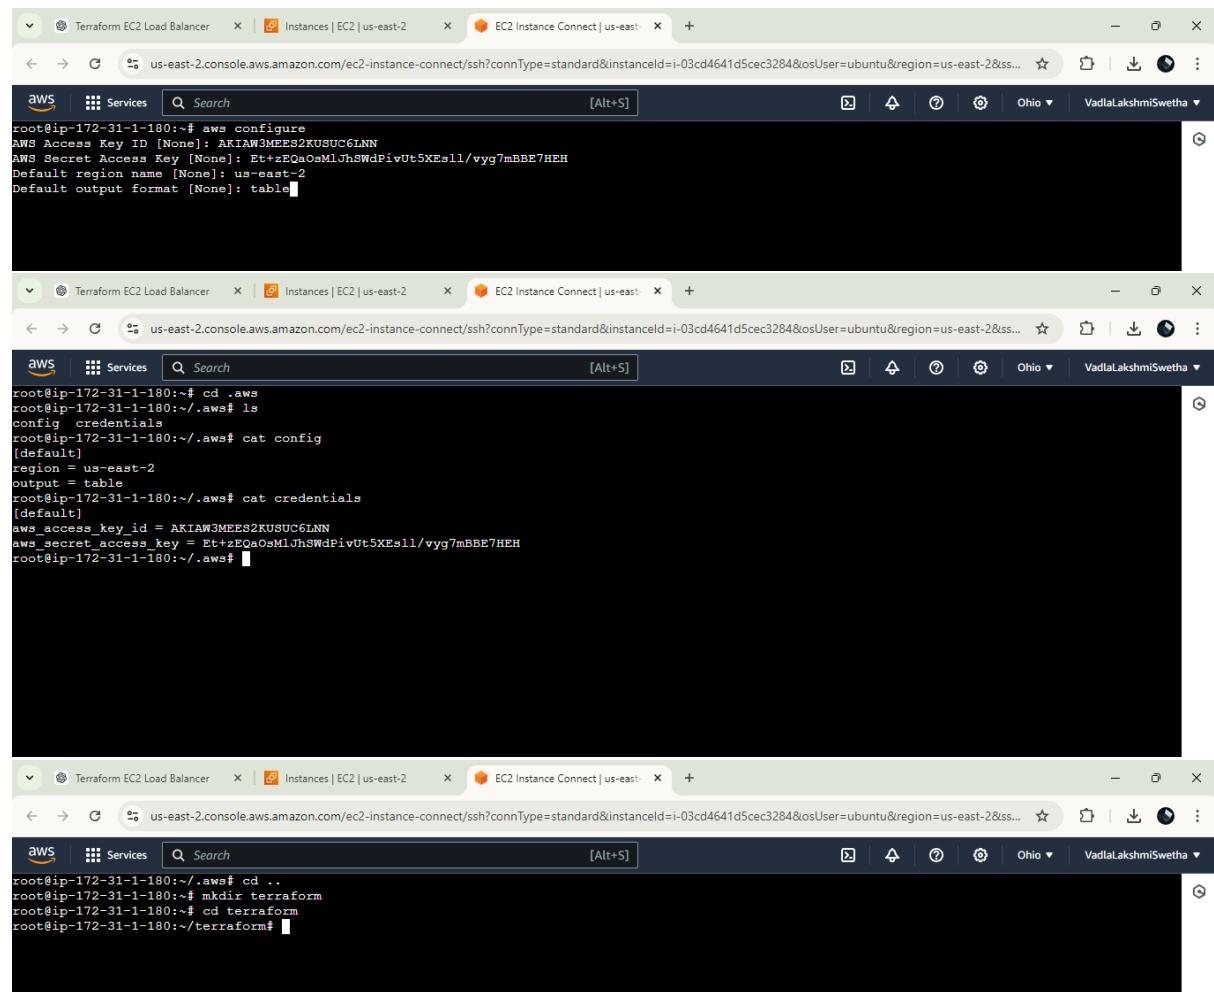 Terraform EC2 Load Balancer
Instances | EC2 | us-east-2
EC2 Instance Connect | us-east-
us-east-2.console.aws.amazon.com/ec2-instance-connect/ssh?connType=standard&instanceId=i-03cd4641d5cec3284&osUser=ubuntu&region=us-east-2&ss...
aws Services Search [Alt+S] Ohio VadlaLakshmiSwetha
root@ip-172-31-1-180:~# aws configure
AWS Access Key ID [None]: AKIAW3MEES2KUSUC6LNN
AWS Secret Access Key [None]: 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
Default region name [None]: us-east-2
Default output format [None]: table
Terraform EC2 Load Balancer
Instances | EC2 | us-east-2
EC2 Instance Connect | us-east-
us-east-2.console.aws.amazon.com/ec2-instance-connect/ssh?connType=standard&instanceId=i-03cd4641d5cec3284&osUser=ubuntu&region=us-east-2&ss...
aws Services Search [Alt+S] Ohio VadlaLakshmiSwetha
root@ip-172-31-1-180:~# cd .aws
root@ip-172-31-1-180:~/.aws# ls
config  credentials
root@ip-172-31-1-180:~/.aws# cat config
[default]
region = us-east-2
output = table
root@ip-172-31-1-180:~/.aws# cat credentials
[default]
aws_access_key_id = AKIAW3MEES2KUSUC6LNN
aws_secret_access_key = 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
root@ip-172-31-1-180:~/.aws#
Terraform EC2 Load Balancer
Instances | EC2 | us-east-2
EC2 Instance Connect | us-east-
us-east-2.console.aws.amazon.com/ec2-instance-connect/ssh?connType=standard&instanceId=i-03cd4641d5cec3284&osUser=ubuntu&region=us-east-2&ss...
aws Services Search [Alt+S] Ohio VadlaLakshmiSwetha
root@ip-172-31-1-180:~/.aws# cd ..
root@ip-172-31-1-180:~# mkdir terraform
root@ip-172-31-1-180:~# cd terraform
root@ip-172-31-1-180:~/terraform#